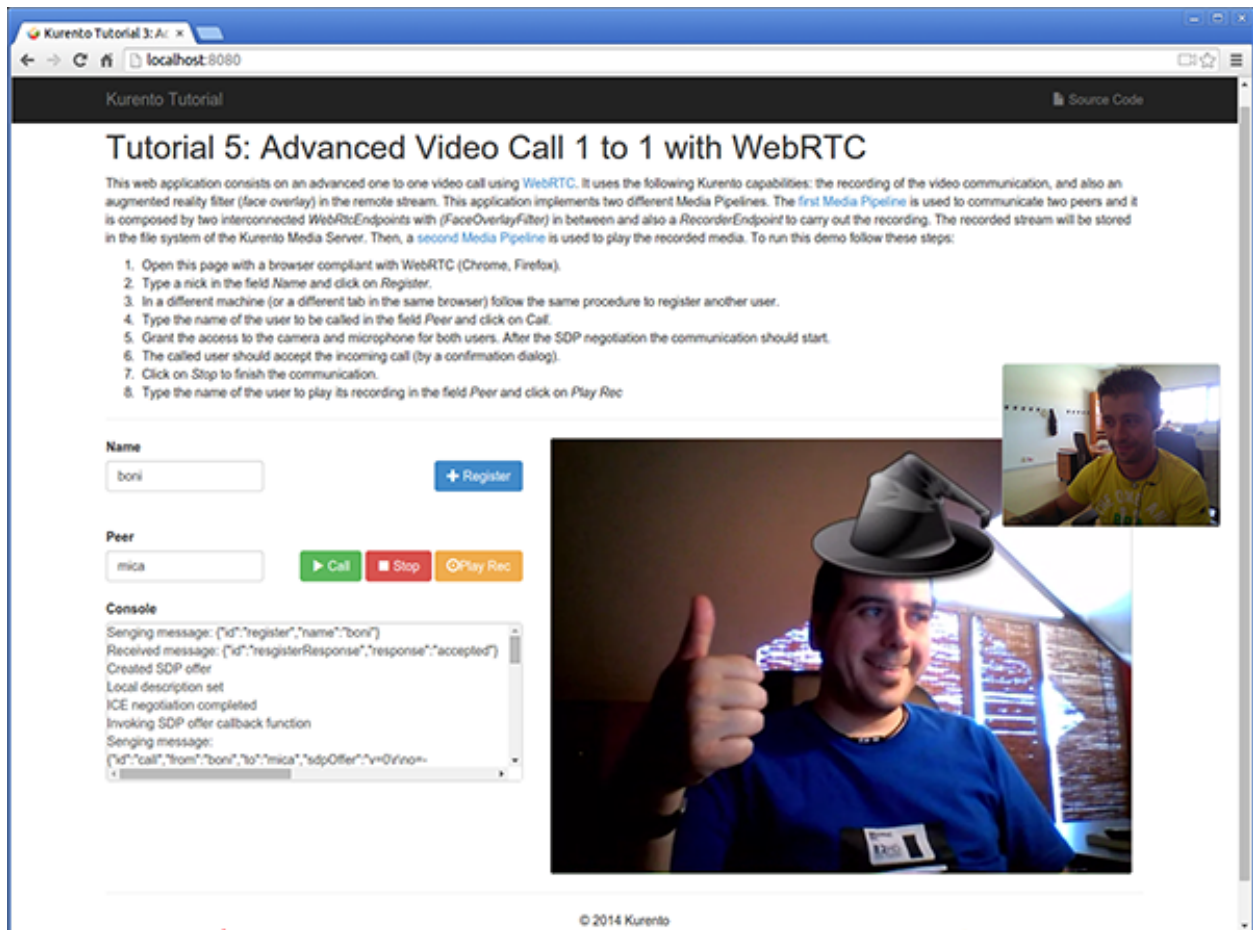 Kurento Tutorial 3: Ac
localhost:8080
Kurento Tutorial
Source Code
Tutorial 5: Advanced Video Call 1 to 1 with WebRTC
This web application consists on an advanced one to one video call using WebRTC. It uses the following Kurento capabilities: the recording of the video communication, and also an
augmented reality filter (face overlay) in the remote stream. This application implements two different Media Pipelines. The first Media Pipeline is used to communicate two peers and it
is composed by two interconnected WebRtcEndpoints with (FaceOverlayFilter) in between and also a RecorderEndpoint to carry out the recording. The recorded stream will be stored
in the file system of the Kurento Media Server. Then, a second Media Pipeline is used to play the recorded media. To run this demo follow these steps:
1. Open this page with a browser compliant with WebRTC (Chrome, Firefox).
2. Type a nick in the field Name and click on Register.
3. In a different machine (or a different tab in the same browser) follow the same procedure to register another user.
4. Type the name of the user to be called in the field Peer and click on Call.
5. Grant the access to the camera and microphone for both users. After the SDP negotiation the communication should start.
6. The called user should accept the incoming call (by a confirmation dialog).
7. Click on Stop to finish the communication.
8. Type the name of the user to play its recording in the field Peer and click on Play Rec
Name
boni
Register
Peer
mica
Call
Stop
Play Rec
Console
Senging message: {"id":"register","name":"boni"}
Received message: {"id":"resgisterResponse","response":"accepted"}
Created SDP offer
Local description set
ICE negotiation completed
Invoking SDP offer callback function
Senging message:
{"id":"call","from":"boni","to":"mica","sdpOffer":"v=0\r\no=-
© 2014 Kurento